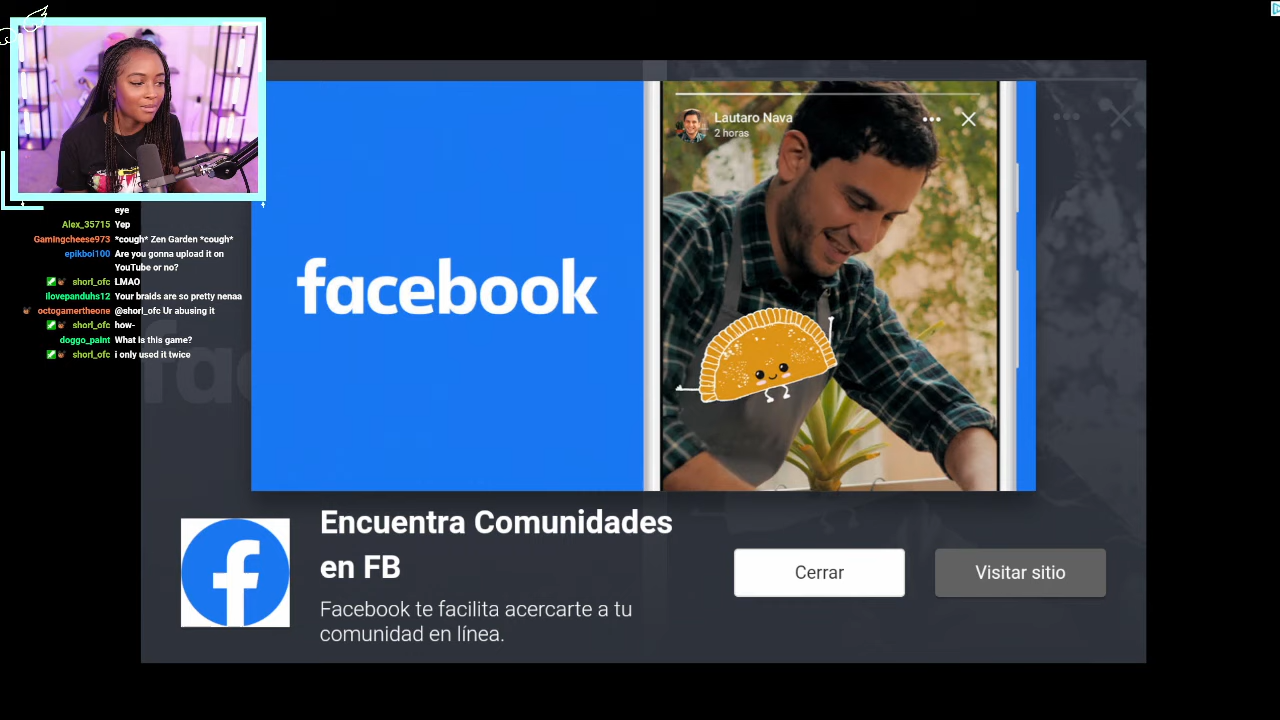 eye
Alex_35715 Yep
Gamingcheese973 *cough* Zen Garden *cough*
epikboi100 Are you gonna upload it on
YouTube or no?
shorl_ofc LMAO
Ilovepanduhs12 Your braids are so pretty nenaa
octogamertheone @shorl_ofc Ur abusing it
shorl_ofc how-
doggo_paint What is this game?
shorl_ofc i only used it twice
facebook
Lautaro Nava
2 horas
Encuentra Comunidades
en FB
Facebook te facilita acercarte a tu
comunidad en línea.
Cerrar
Visitar sitio